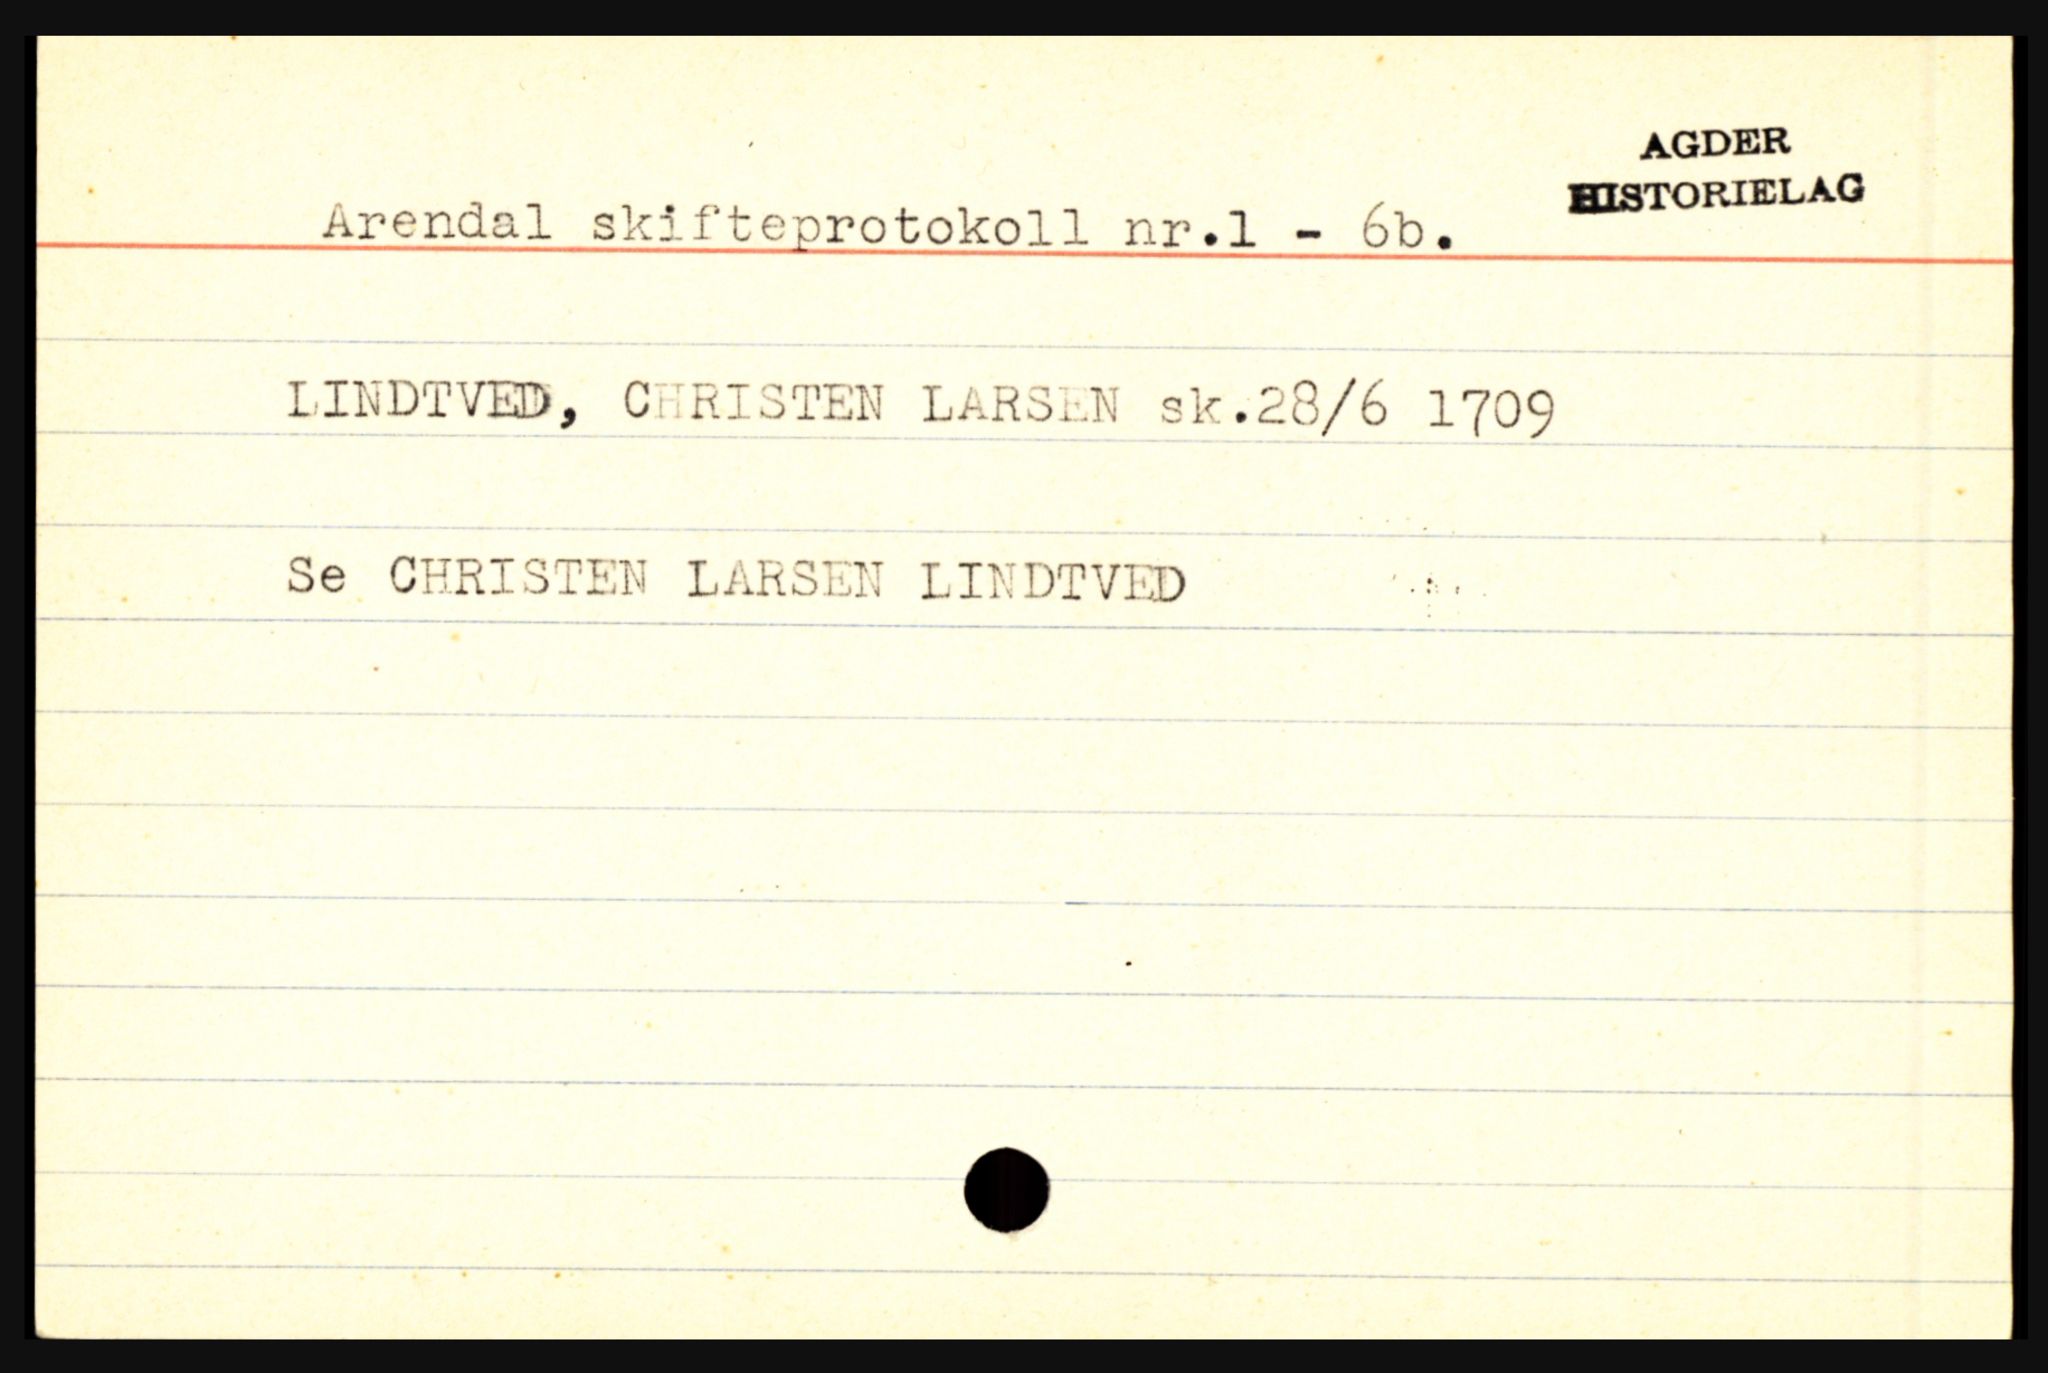 AGDER
HISTORIELAG
Arendal skifteprotokoll nr.1 - 6b.
LINDTVED, CHRISTEN LARSEN sk.28/6 1709
Se CHRISTEN LARSEN LINDTVED